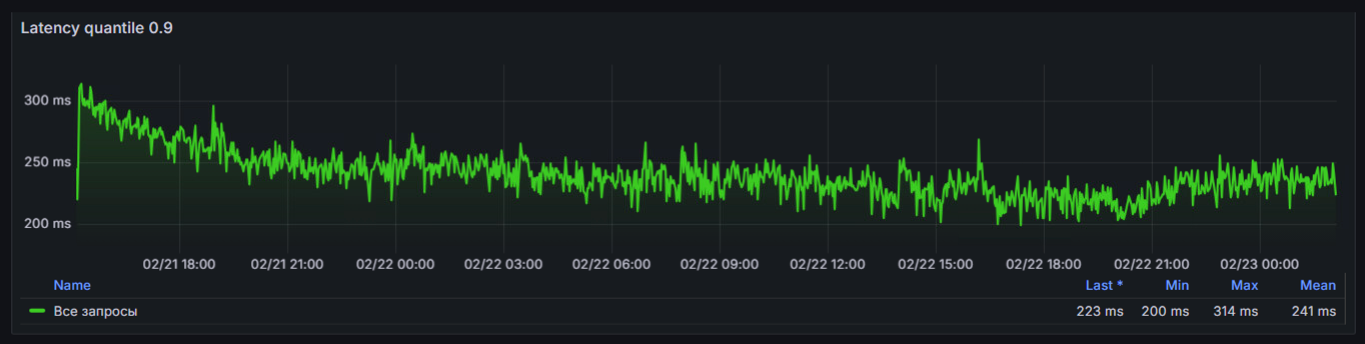 Latency quantile 0.9
300 ms
250 ms
200 ms
02/21 18:00 02/21 21:00 02/22 00:00 02/22 03:00 02/22 06:00 02/22 09:00 02/22 12:00 02/22 15:00 02/22 18:00 02/22 21:00 02/23 00:00
Name Last * Min Max Mean
Все запросы 223 ms 200 ms 314 ms 241 ms